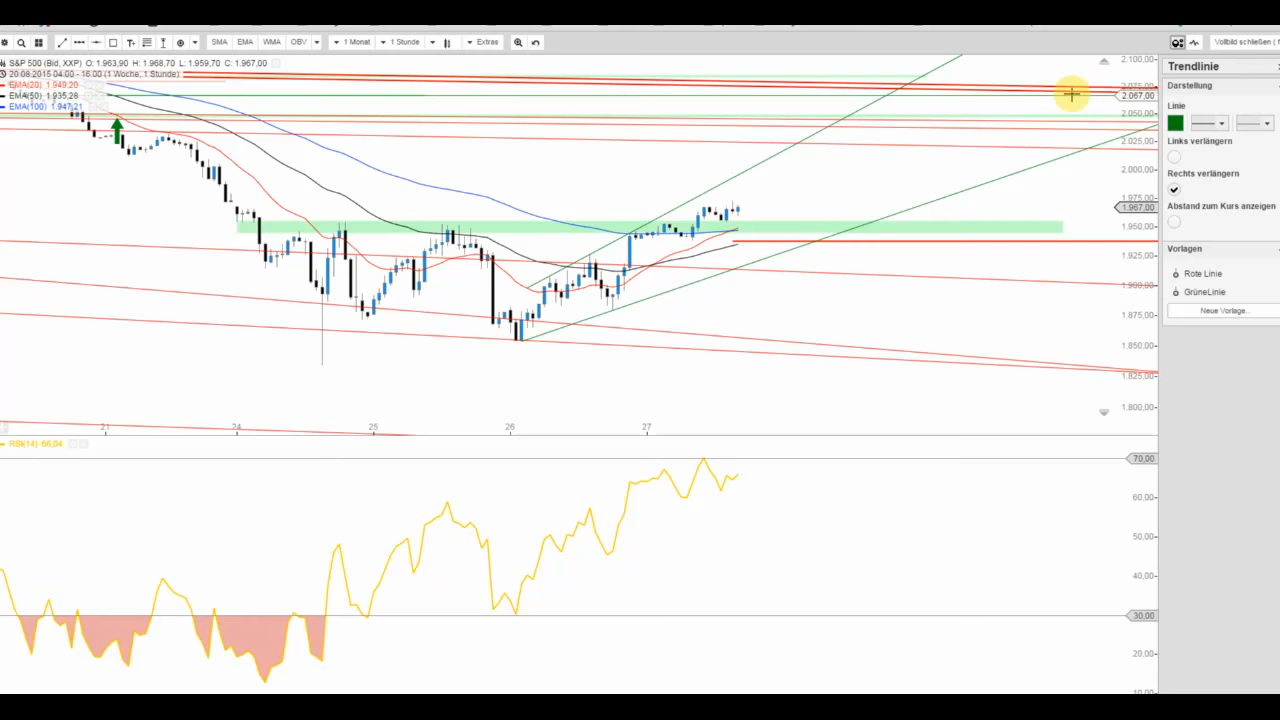 SMA EMA WMA OBV 1 Monat 1 Stunde Extras Vollbild schließen ( f
S&P 500 (Bid, XXP) O: 1.963,90 H: 1.968,70 L: 1.959,70 C: 1.967,00
20.08.2015 04:00 - 16:00 (1 Woche, 1 Stunde)
EMA(20) 1.949,20
EMA(50) 1.935,28
EMA(100) 1.947,21
2.100,00
2.075,00
2.067,00
2.050,00
2.025,00
2.000,00
1.975,00
1.967,00
1.950,00
1.925,00
1.900,00
1.875,00
1.850,00
1.825,00
1.800,00
21 24 25 26 27
RSI(14) 66,04
70,00
60,00
50,00
40,00
30,00
20,00
10,00
Trendlinie
Darstellung
Linie
Links verlängern
Rechts verlängern
Abstand zum Kurs anzeigen
Vorlagen
Rote Linie
GrüneLinie
Neue Vorlage...